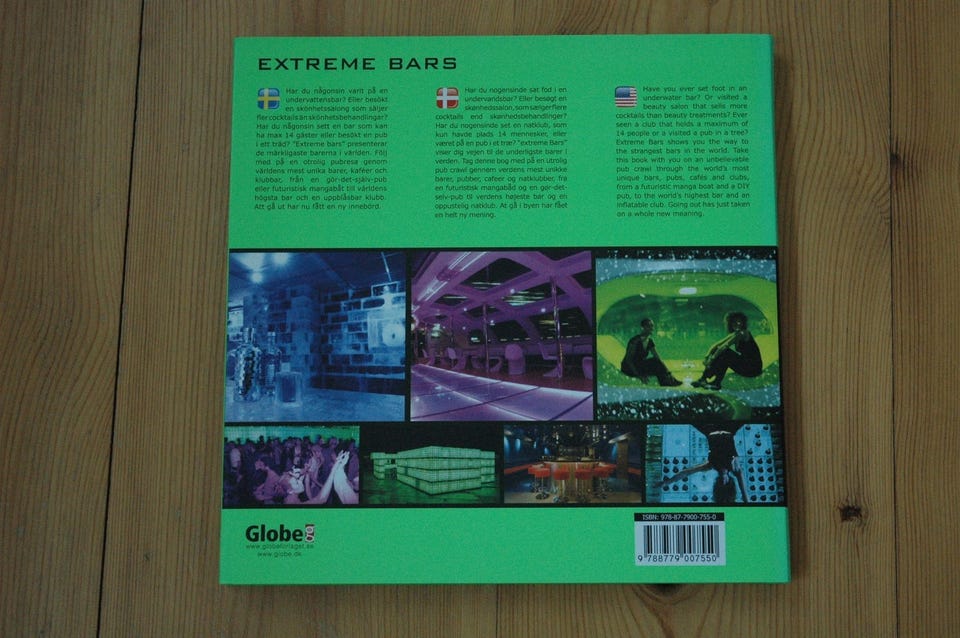 EXTREME BARS
Har du någonsin varit på en
undervattensbar? Eller besökt
en skönhetssalong som säljer
fler cocktails än skönhetsbehandlingar?
Har du någonsin sett en bar som kan
ha max 14 gäster eller besökt en pub
i ett träd? "Extreme bars" presenterar
de märkligaste barerna i världen. Följ
med på en otrolig pubresa genom
världens mest unika barer, kaféer och
klubbar, från en gör-det-själv-pub
eller futuristisk mangabåt till världens
högsta bar och en uppblåsbar klubb.
Att gå ut har nu fått en ny innebörd.
Har du nogensinde sat fod i en
undervandsbar? Eller besøgt en
skønhedssalon, som sælger flere
cocktails end skønhetsbehandlinger?
Har du nogensinde set en natklub, som
kun havde plads 14 mennesker, eller
været på en pub i et træ? "extreme Bars"
viser dig vejen til de underligste barer i
verden. Tag denne bog med på en utrolig
pub crawl gennem verdens mest unikke
barer, pubber, cafeer og natklubber, fra
en futuristisk mangabåd og en gør-det-
selv-pub til verdens højeste bar og en
oppustelig natklub. At gå i byen har fået
en helt ny mening.
Have you ever set foot in an
underwater bar? Or visited a
beauty salon that sells more
cocktails than beauty treatments? Ever
seen a club that holds a maximum of
14 people or a visited a pub in a tree?
Extreme Bars shows you the way to
the strangest bars in the world. Take
this book with you on an unbelievable
pub crawl through the world's most
unique bars, pubs, cafés and clubs,
from a futuristic manga boat and a DIY
pub, to the world's highest bar and an
inflatable club. Going out has just taken
on a whole new meaning.
Globe
www.globeforlaget.se
www.globe.dk
ISBN: 978-87-7900-755-0
9 788779 007550